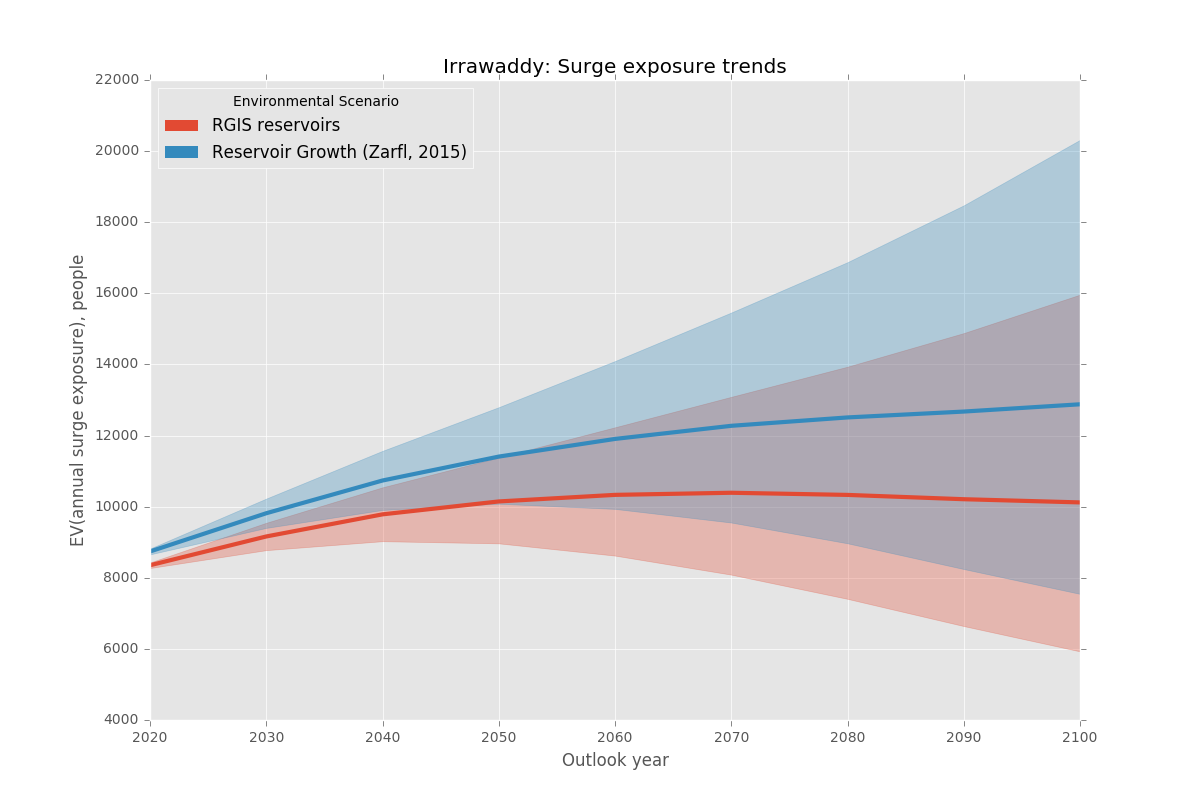 Irrawaddy: Surge exposure trends
Environmental Scenario
RGIS reservoirs
Reservoir Growth (Zarfl, 2015)
EV(annual surge exposure), people
22000
20000
18000
16000
14000
12000
10000
8000
6000
4000
2020 2030 2040 2050 2060 2070 2080 2090 2100
Outlook year